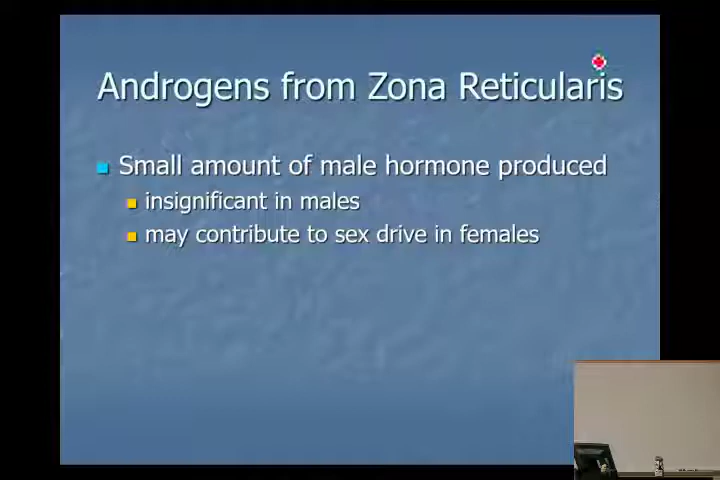 Androgens from Zona Reticularis
Small amount of male hormone produced
insignificant in males
may contribute to sex drive in females